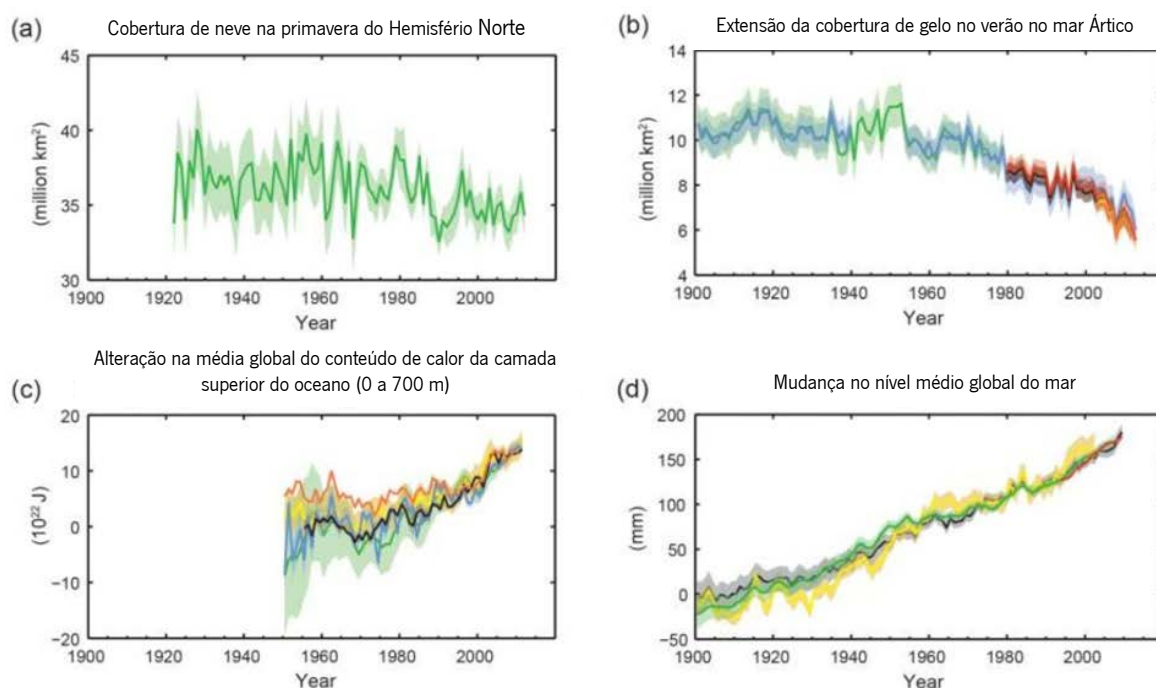 (a)
Cobertura de neve na primavera do Hemisfério Norte
45
40
35
30
(million km²)
1900 1920 1940 1960 1980 2000
Year
(b)
Extensão da cobertura de gelo no verão no mar Ártico
14
12
10
8
6
4
(million km²)
1900 1920 1940 1960 1980 2000
Year
(c)
Alteração na média global do conteúdo de calor da camada
superior do oceano (0 a 700 m)
20
10
0
−10
−20
(10²² J)
1900 1920 1940 1960 1980 2000
Year
(d)
Mudança no nível médio global do mar
200
150
100
50
0
−50
(mm)
1900 1920 1940 1960 1980 2000
Year